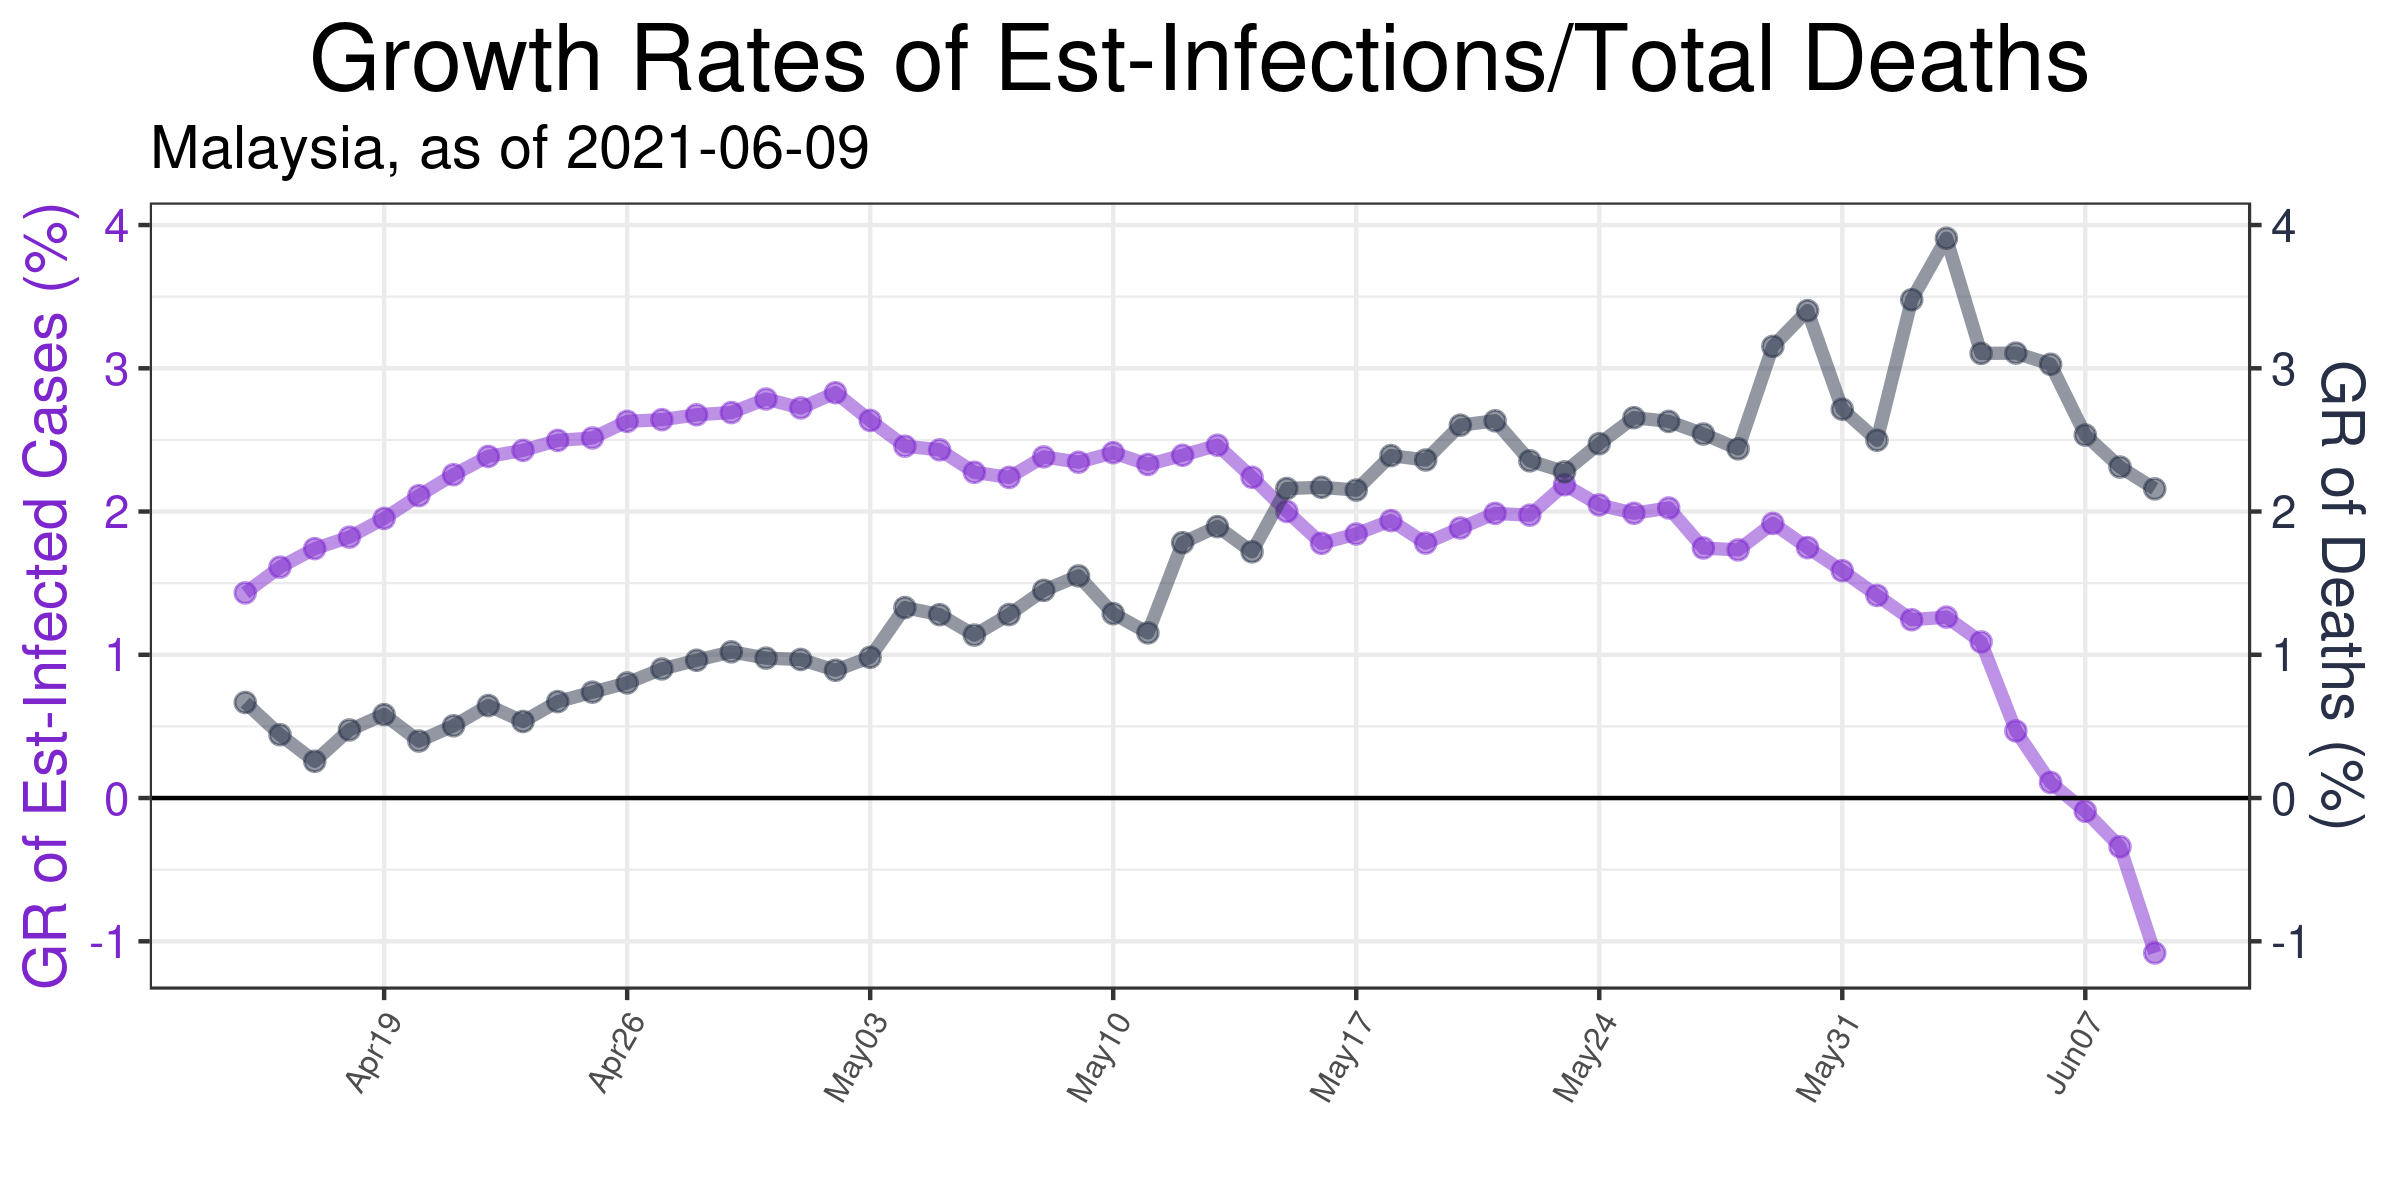 Growth Rates of Est-Infections/Total Deaths
Malaysia, as of 2021-06-09
GR of Est-Infected Cases (%)
4
3
2
1
0
-1
4
3
2
1
0
-1
GR of Deaths (%)
Apr19
Apr26
May03
May10
May17
May24
May31
Jun07